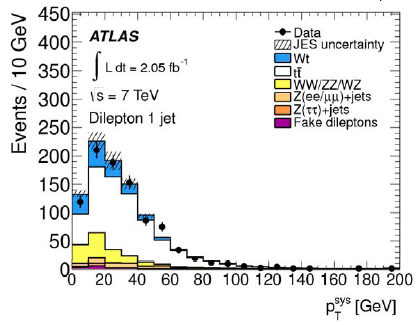 450
400
350
300
250
200
150
100
50
0
Events / 10 GeV
ATLAS
∫ L dt = 2.05 fb⁻¹
√s = 7 TeV
Dilepton 1 jet
Data
JES uncertainty
Wt
tt̄
WW/ZZ/WZ
Z(ee/μμ)+jets
Z(ττ)+jets
Fake dileptons
0 20 40 60 80 100 120 140 160 180 200
p_T^sys [GeV]